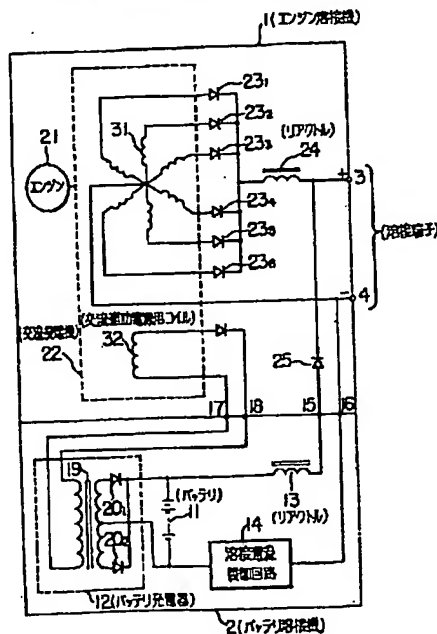 1(エンジン溶接機)
21
エンジン
31
23₁
23₂
23₃
(リアクトル)
24
+
3
23₄
23₅
23₆
(溶接端子)
-
4
(交流発電機)
22
(交流補助電源用コイル)
32
25
17
18
15
16
19
20₁
20₂
(バッテリ)
11
13
(リアクトル)
14
溶接電流
制御回路
12(バッテリ充電器)
2(バッテリ溶接機)